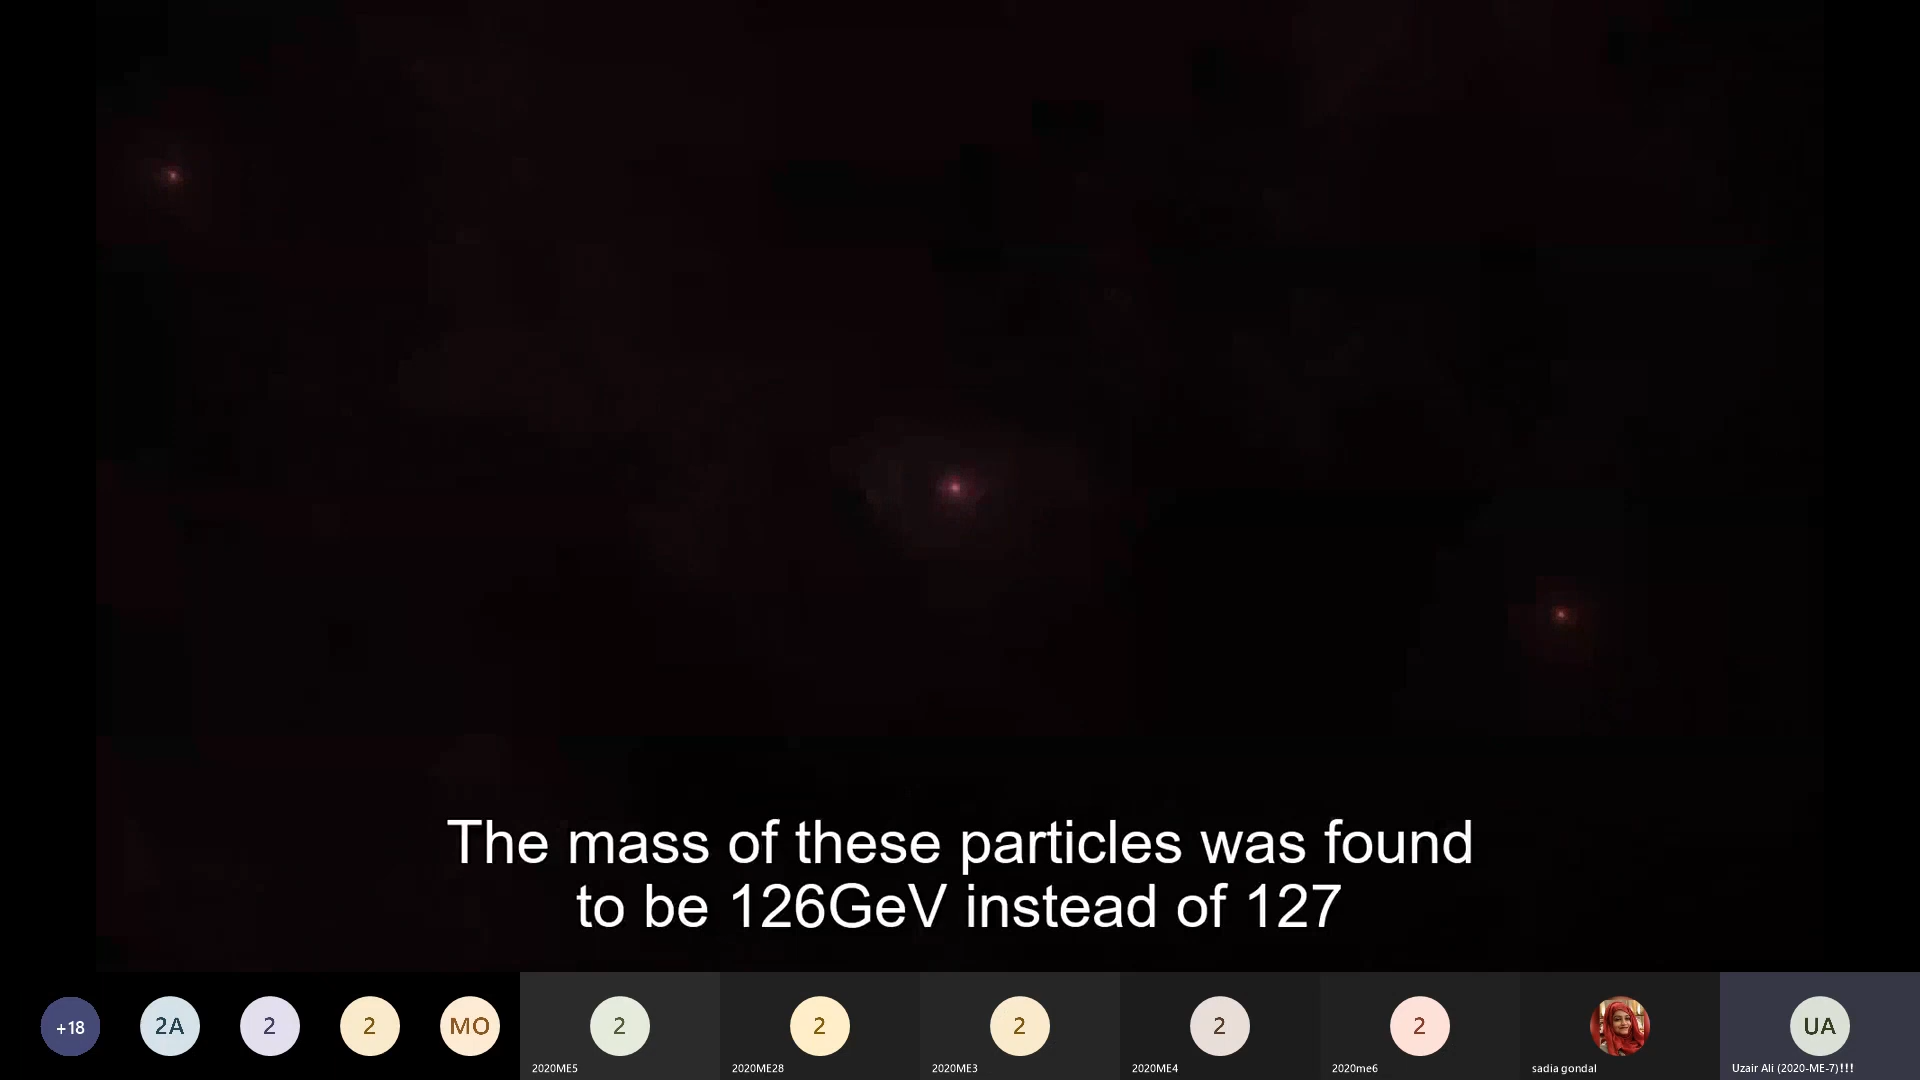 The mass of these particles was found
to be 126GeV instead of 127
+18
2A
2
2
MO
2
2
2
2
2
UA
2020ME5
2020ME28
2020ME3
2020ME4
2020me6
sadia gondal
Uzair Ali (2020-ME-7)!!!